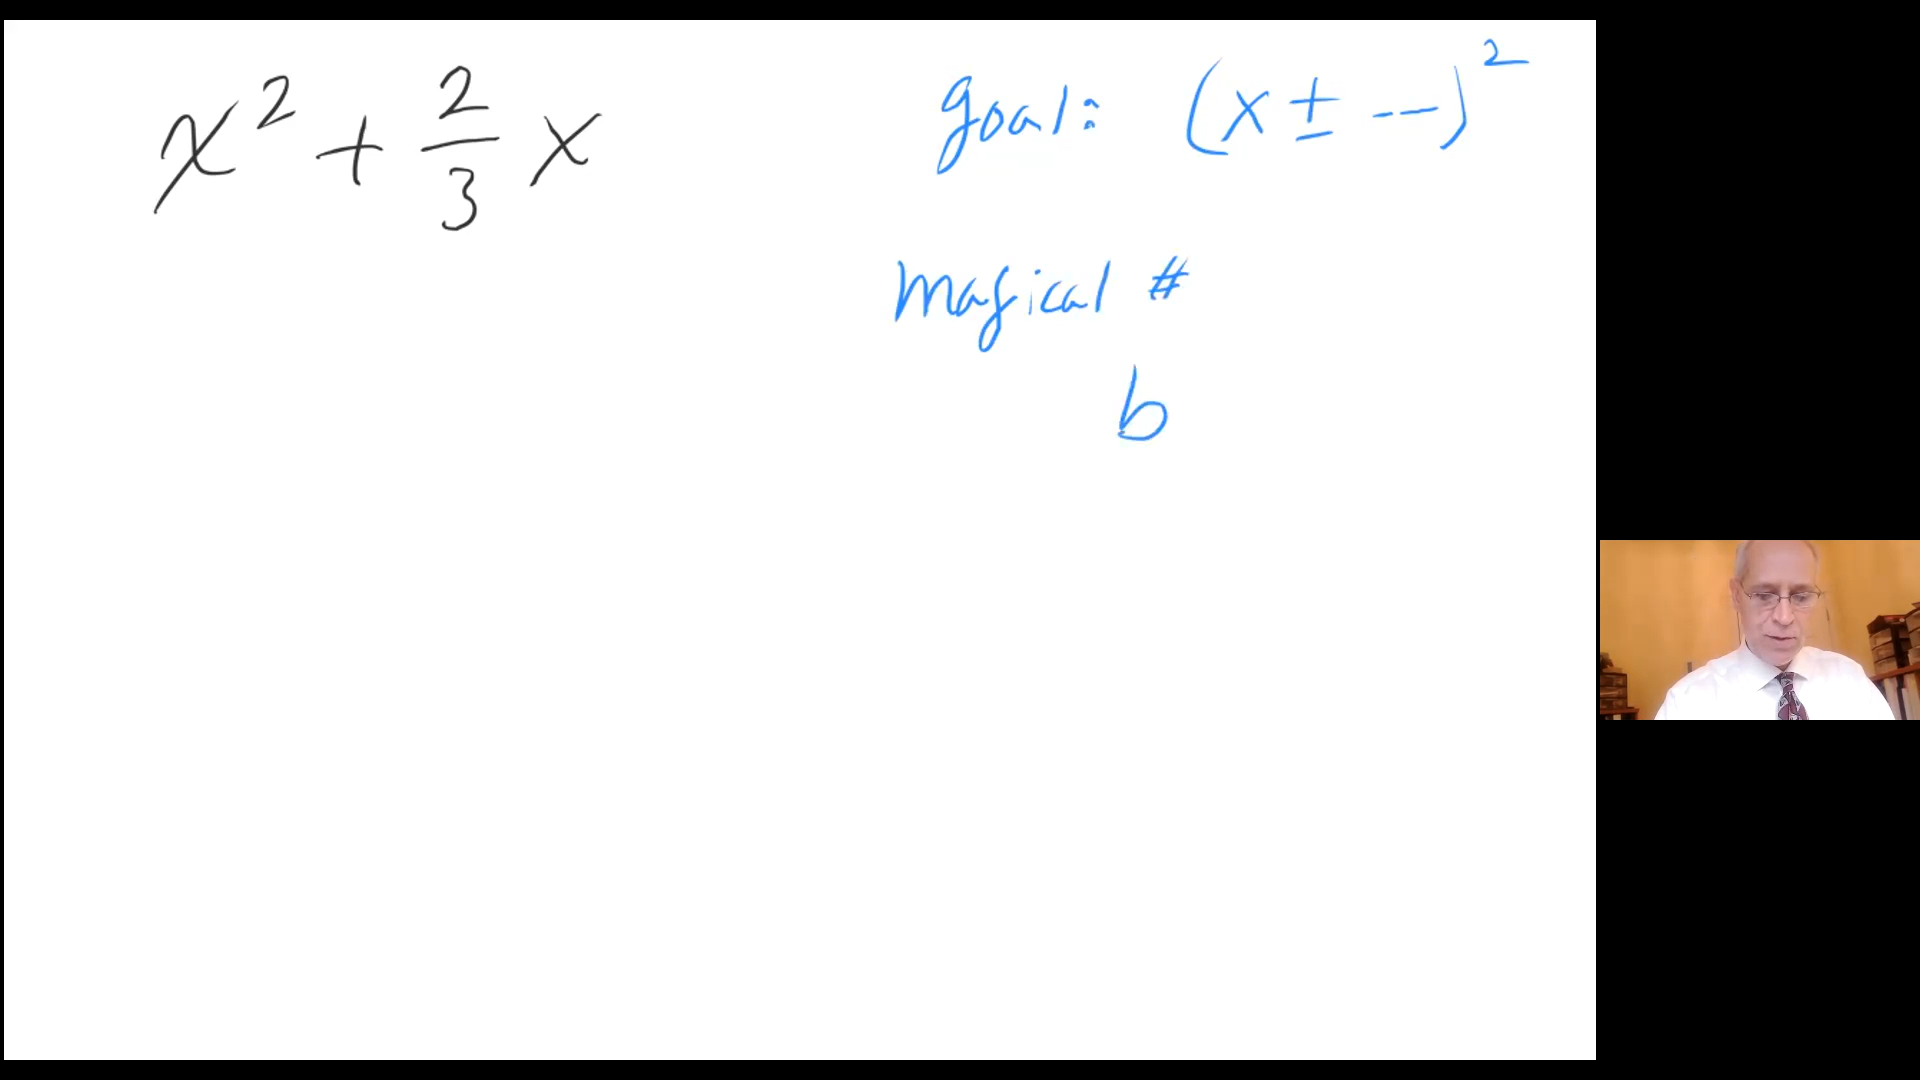 x² + 2/3 x
goal: (x ± --)²
magical #
b